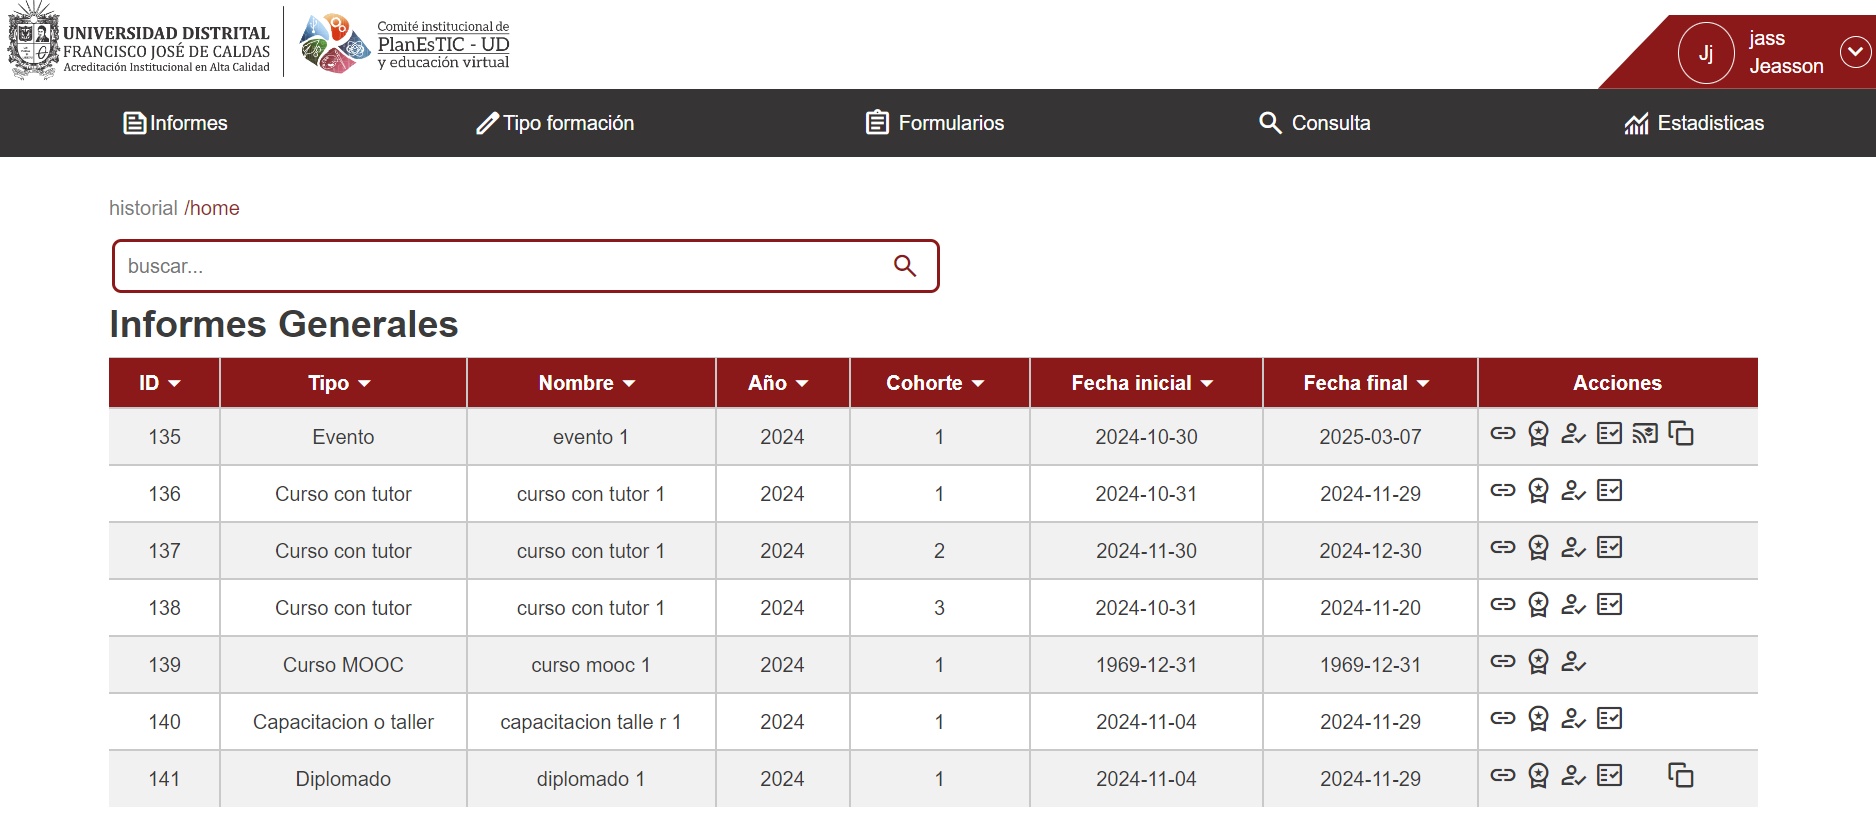 UNIVERSIDAD DISTRITAL
FRANCISCO JOSÉ DE CALDAS
Acreditación Institucional en Alta Calidad
Comité institucional de
PlanEsTIC - UD
y educación virtual
Jj
jass
Jeasson
Informes
Tipo formación
Formularios
Consulta
Estadisticas
historial /home
buscar...
Informes Generales
ID Tipo Nombre Año Cohorte Fecha inicial Fecha final Acciones
135 Evento evento 1 2024 1 2024-10-30 2025-03-07
136 Curso con tutor curso con tutor 1 2024 1 2024-10-31 2024-11-29
137 Curso con tutor curso con tutor 1 2024 2 2024-11-30 2024-12-30
138 Curso con tutor curso con tutor 1 2024 3 2024-10-31 2024-11-20
139 Curso MOOC curso mooc 1 2024 1 1969-12-31 1969-12-31
140 Capacitacion o taller capacitacion talle r 1 2024 1 2024-11-04 2024-11-29
141 Diplomado diplomado 1 2024 1 2024-11-04 2024-11-29